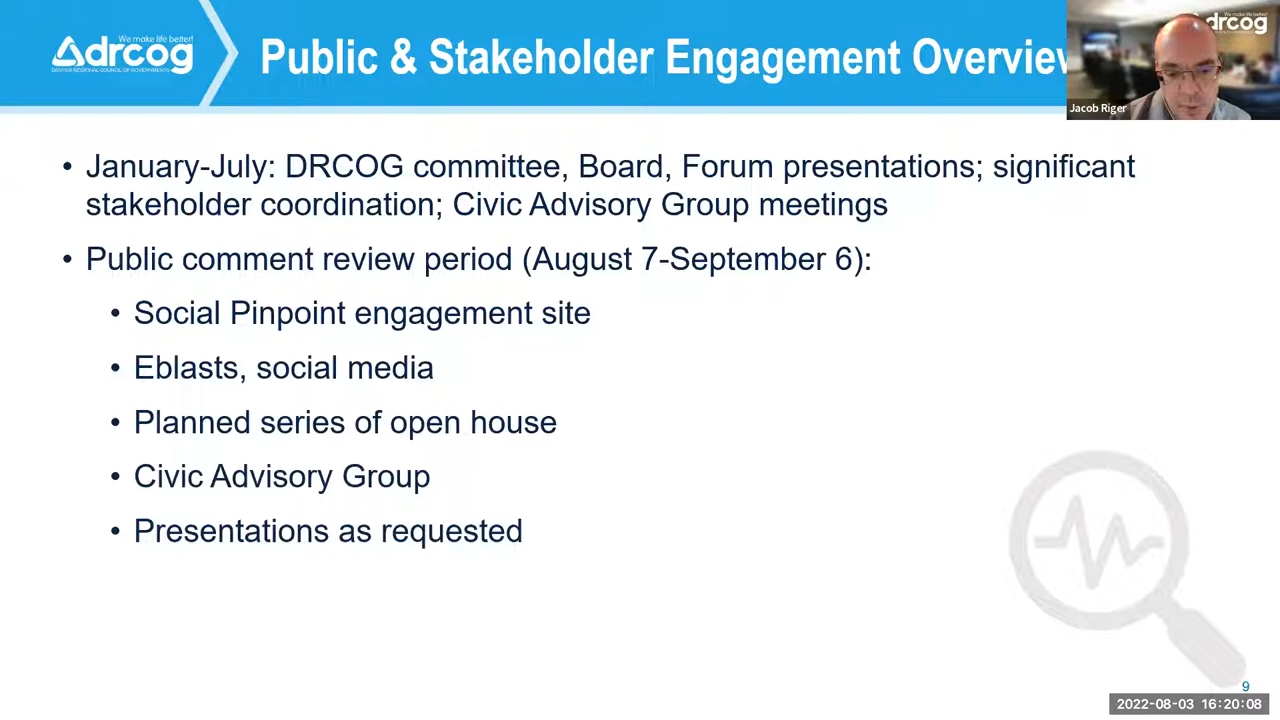 We make life better!
drcog
DENVER REGIONAL COUNCIL OF GOVERNMENTS
Public & Stakeholder Engagement Overview
We make life better!
drcog
Jacob Riger
• January-July: DRCOG committee, Board, Forum presentations; significant
stakeholder coordination; Civic Advisory Group meetings
• Public comment review period (August 7-September 6):
• Social Pinpoint engagement site
• Eblasts, social media
• Planned series of open house
• Civic Advisory Group
• Presentations as requested
9
2022-08-03 16:20:08